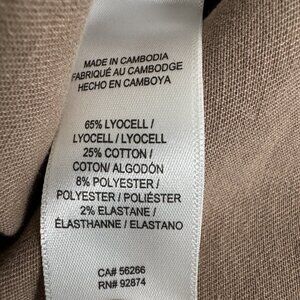 MADE IN CAMBODIA
FABRIQUÉ AU CAMBODGE
HECHO EN CAMBOYA
65% LYOCELL /
LYOCELL / LYOCELL
25% COTTON /
COTON/ ALGODÓN
8% POLYESTER /
POLYESTER / POLIÉSTER
2% ELASTANE /
ÉLASTHANNE / ELASTANO
CA# 56266
RN# 92874